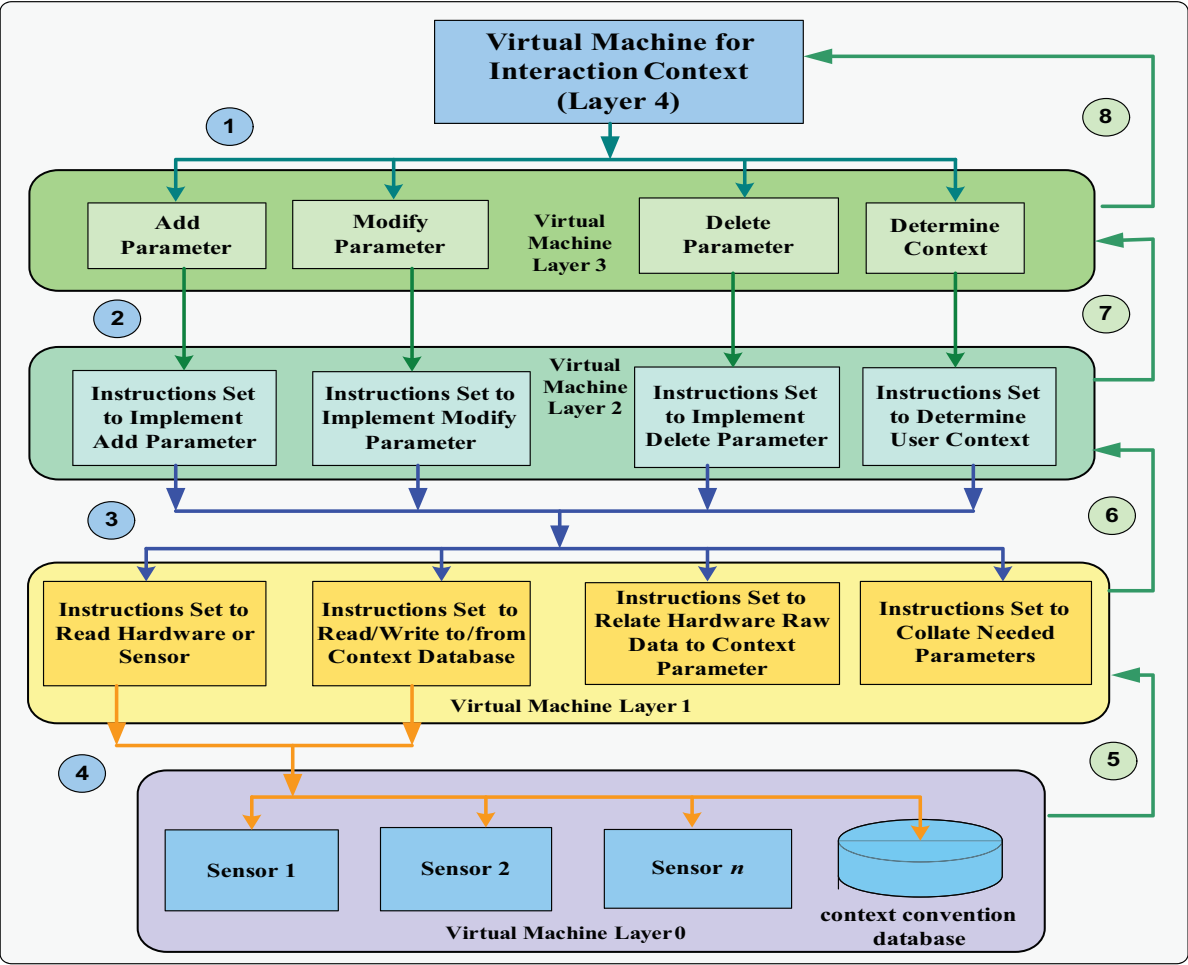 Virtual Machine for
Interaction Context
(Layer 4)
1
8
Add
Parameter
Modify
Parameter
Virtual
Machine
Layer 3
Delete
Parameter
Determine
Context
2
7
Instructions Set
to Implement
Add Parameter
Instructions Set to
Implement Modify
Parameter
Virtual
Machine
Layer 2
Instructions Set
to Implement
Delete Parameter
Instructions Set
to Determine
User Context
3
6
Instructions Set to
Read Hardware or
Sensor
Instructions Set to
Read/Write to/from
Context Database
Instructions Set to
Relate Hardware Raw
Data to Context
Parameter
Instructions Set to
Collate Needed
Parameters
Virtual Machine Layer 1
4
5
Sensor 1
Sensor 2
Sensor n
context convention
database
Virtual Machine Layer 0